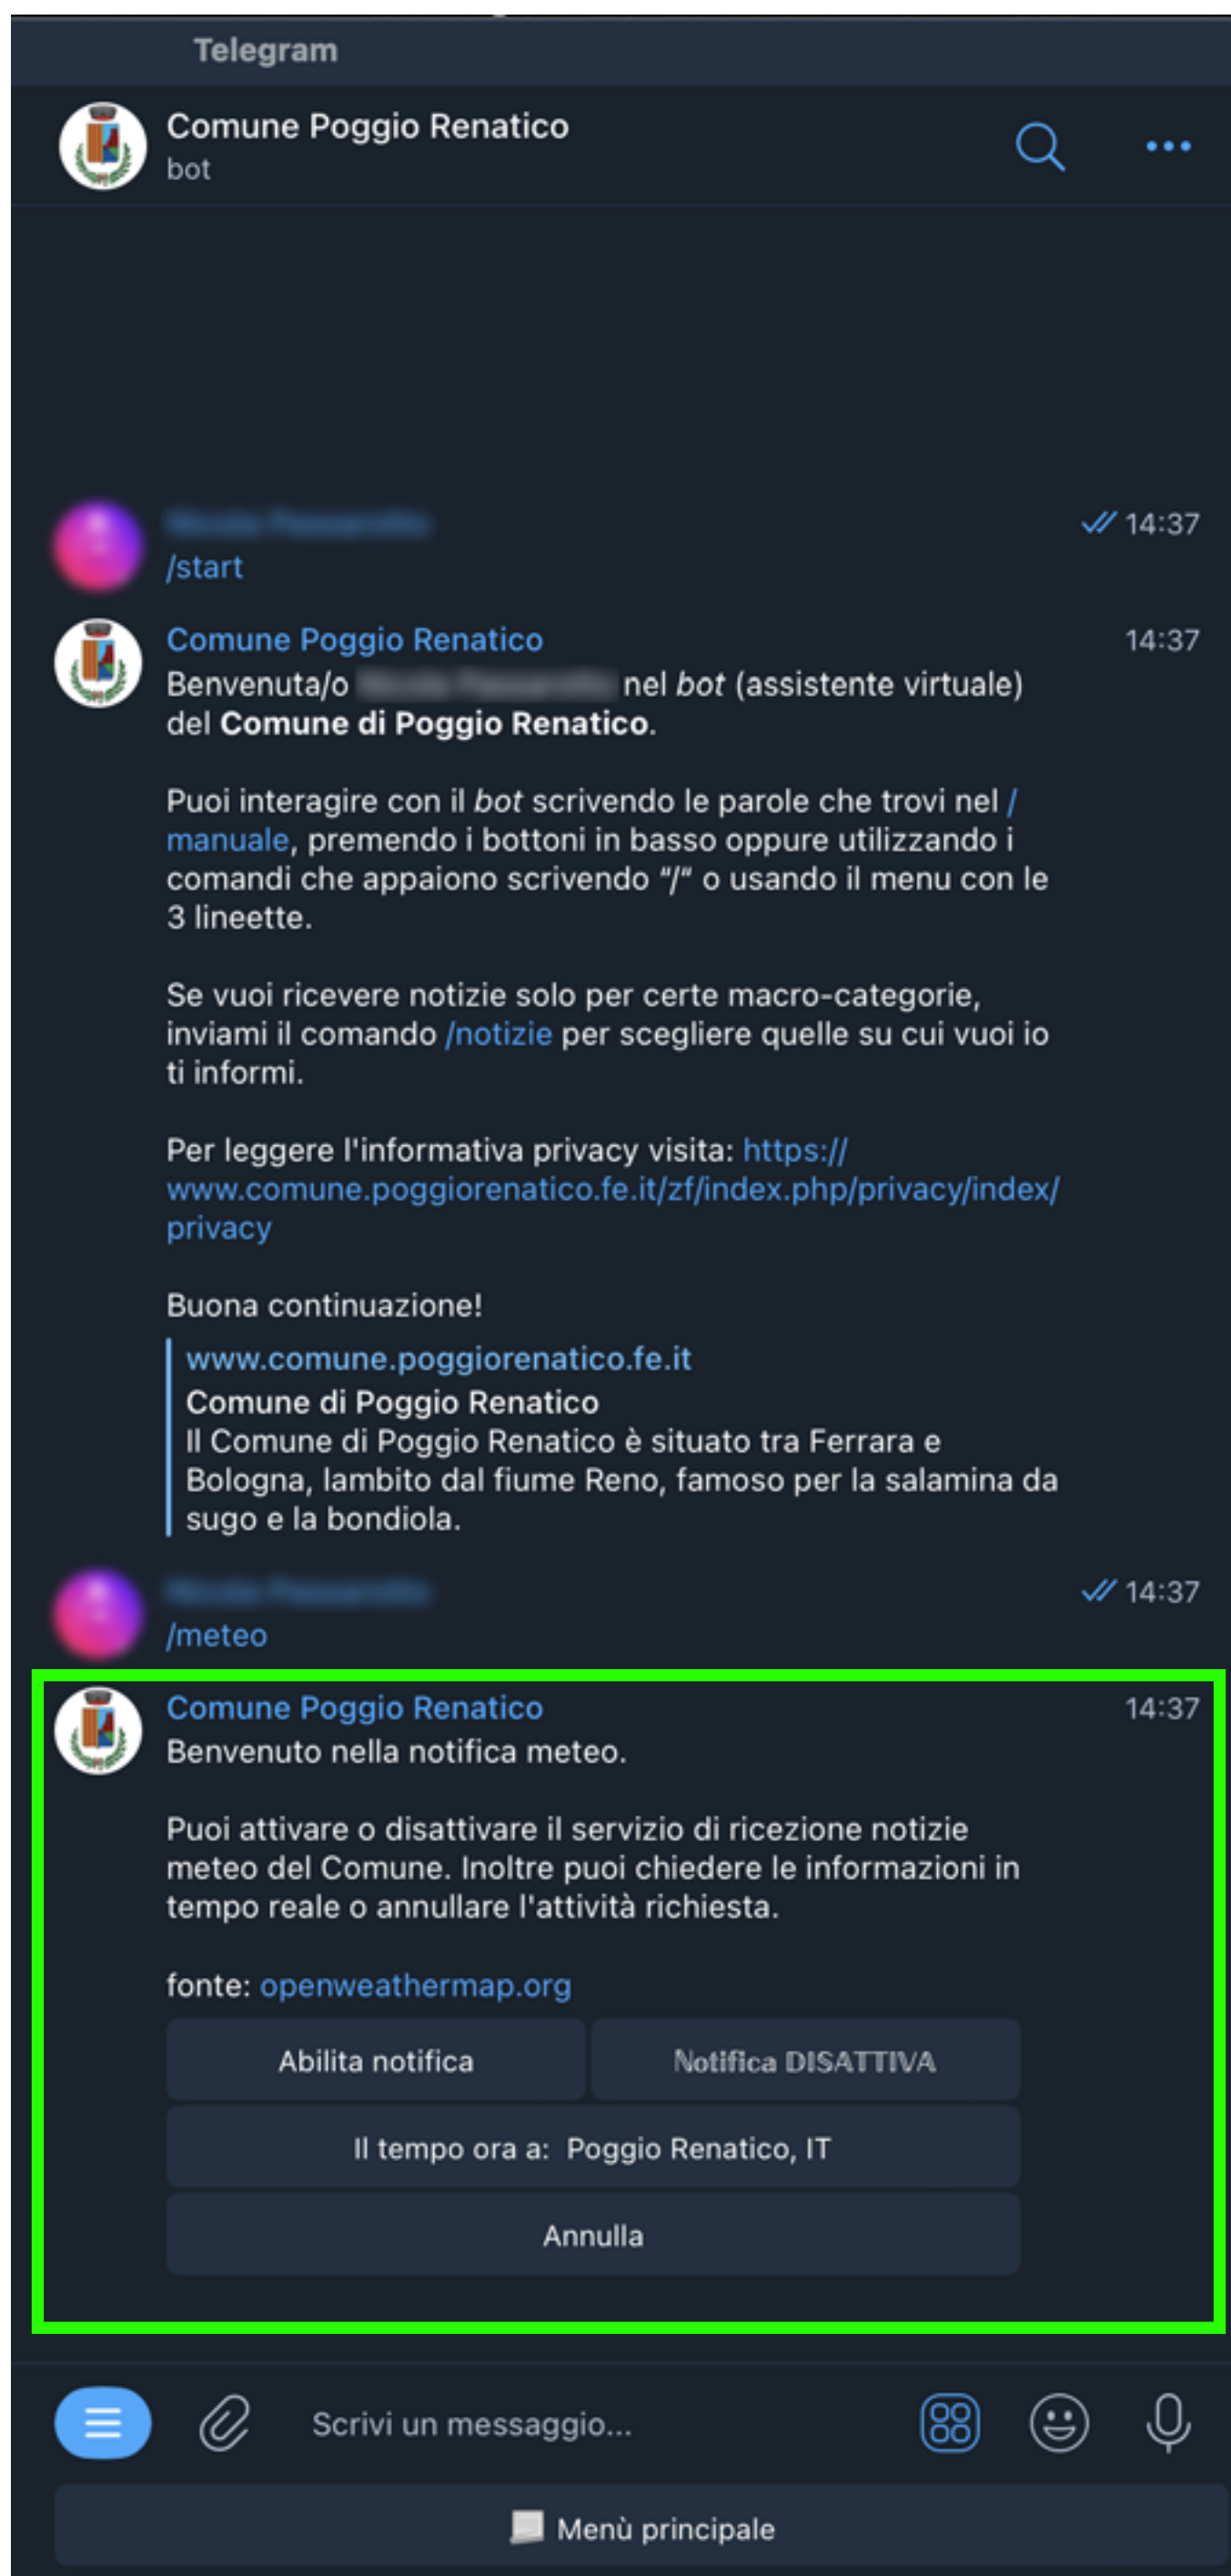 Telegram
Comune Poggio Renatico
bot
14:37
/start
Comune Poggio Renatico
14:37
Benvenuta/o nel bot (assistente virtuale)
del Comune di Poggio Renatico.
Puoi interagire con il bot scrivendo le parole che trovi nel /
manuale, premendo i bottoni in basso oppure utilizzando i
comandi che appaiono scrivendo "/" o usando il menu con le
3 lineette.
Se vuoi ricevere notizie solo per certe macro-categorie,
inviami il comando /notizie per scegliere quelle su cui vuoi io
ti informi.
Per leggere l'informativa privacy visita: https://
www.comune.poggiorenatico.fe.it/zf/index.php/privacy/index/
privacy
Buona continuazione!
www.comune.poggiorenatico.fe.it
Comune di Poggio Renatico
Il Comune di Poggio Renatico è situato tra Ferrara e
Bologna, lambito dal fiume Reno, famoso per la salamina da
sugo e la bondiola.
14:37
/meteo
Comune Poggio Renatico
14:37
Benvenuto nella notifica meteo.
Puoi attivare o disattivare il servizio di ricezione notizie
meteo del Comune. Inoltre puoi chiedere le informazioni in
tempo reale o annullare l'attività richiesta.
fonte: openweathermap.org
Abilita notifica
Notifica DISATTIVA
Il tempo ora a: Poggio Renatico, IT
Annulla
Scrivi un messaggio...
Menù principale